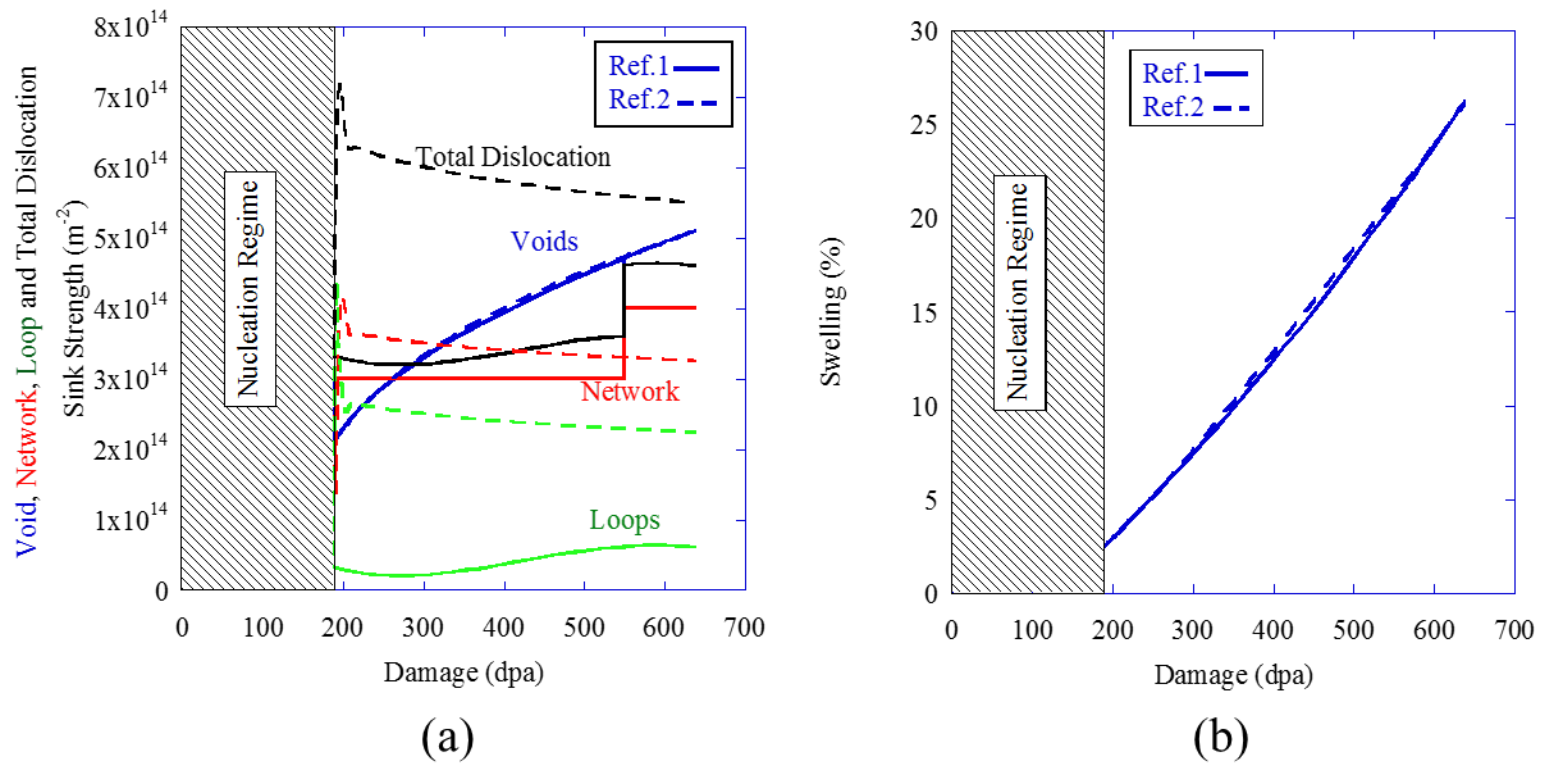 Void, Network, Loop and Total Dislocation
Sink Strength (m-2)
8x10^14
7x10^14
6x10^14
5x10^14
4x10^14
3x10^14
2x10^14
1x10^14
0
Nucleation Regime
Ref.1
Ref.2
Total Dislocation
Voids
Network
Loops
0 100 200 300 400 500 600 700
Damage (dpa)
(a)
Swelling (%)
30
25
20
15
10
5
0
Nucleation Regime
Ref.1
Ref.2
0 100 200 300 400 500 600 700
Damage (dpa)
(b)